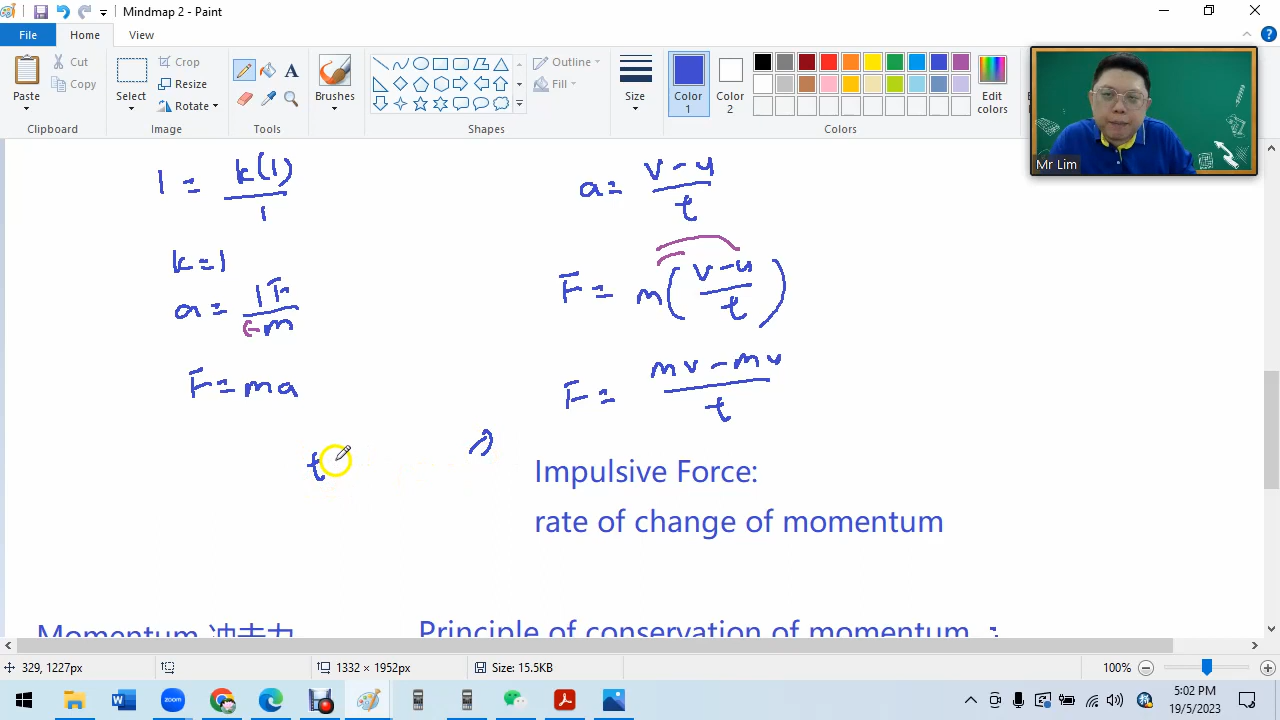 Mindmap 2 - Paint
File Home View
Paste Cut Copy Clipboard
Select Crop Resize Rotate Image
Tools
Brushes
Outline Fill Shapes
Size
Color 1 Color 2 Edit colors Colors
Mr Lim
1 = k(1)/1
k = 1
a = 1F/m
F = ma
t
a = v - u / t
F = m( v - u / t )
F = mv - mu / t
Impulsive Force:
rate of change of momentum
Momentum 冲击力
Principle of conservation of momentum :
329, 1227px 1332 × 1952px Size: 15.5KB 100%
zoom
5:02 PM
19/5/2023